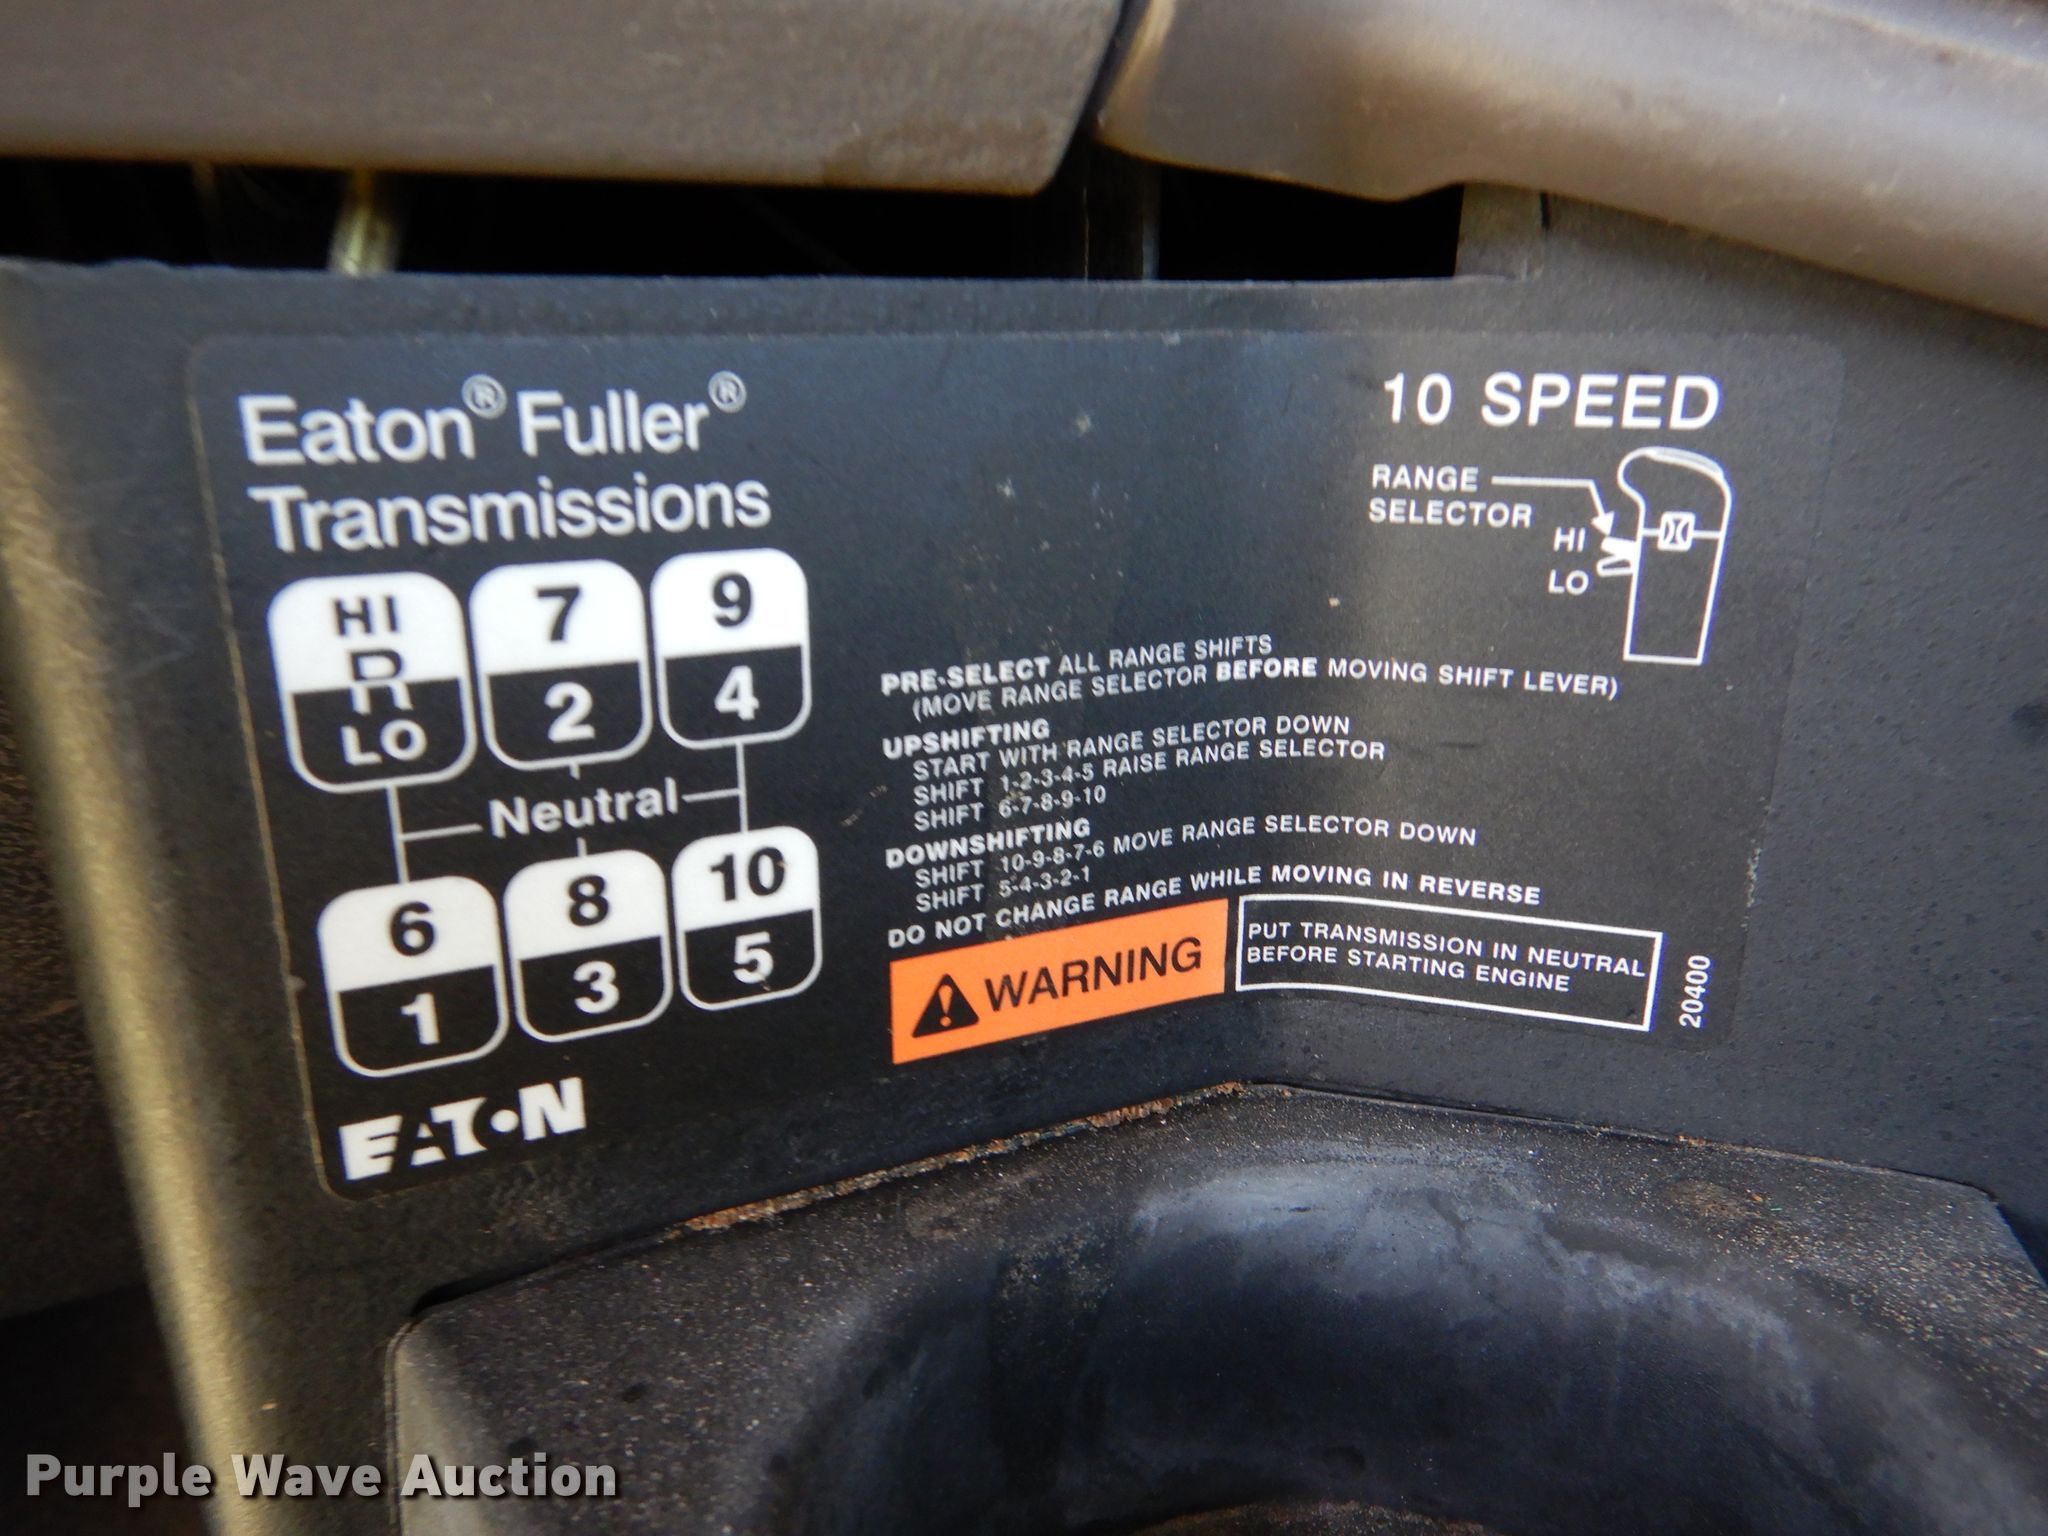 Eaton® Fuller®
Transmissions
HI
R
LO
7
2
9
4
Neutral
6
1
8
3
10
5
EATON
10 SPEED
RANGE
SELECTOR
HI
LO
PRE-SELECT ALL RANGE SHIFTS
(MOVE RANGE SELECTOR BEFORE MOVING SHIFT LEVER)
UPSHIFTING
START WITH RANGE SELECTOR DOWN
SHIFT 1-2-3-4-5 RAISE RANGE SELECTOR
SHIFT 6-7-8-9-10
DOWNSHIFTING
SHIFT 10-9-8-7-6 MOVE RANGE SELECTOR DOWN
SHIFT 5-4-3-2-1
DO NOT CHANGE RANGE WHILE MOVING IN REVERSE
WARNING
PUT TRANSMISSION IN NEUTRAL
BEFORE STARTING ENGINE
20400
Purple Wave Auction